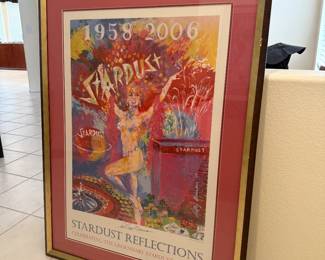 1958 2006
STARDUST
STARDUST
STARDUST
STARDUST REFLECTIONS
CELEBRATING THE LEGENDARY STARDUST